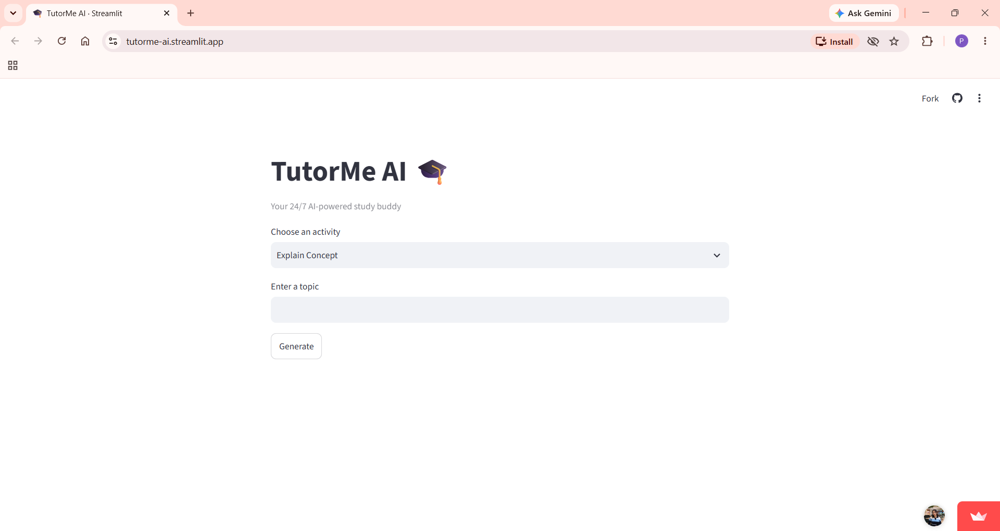 TutorMe AI · Streamlit
Ask Gemini
tutorme-ai.streamlit.app
Install
P
Fork
TutorMe AI
Your 24/7 AI-powered study buddy
Choose an activity
Explain Concept
Enter a topic
Generate